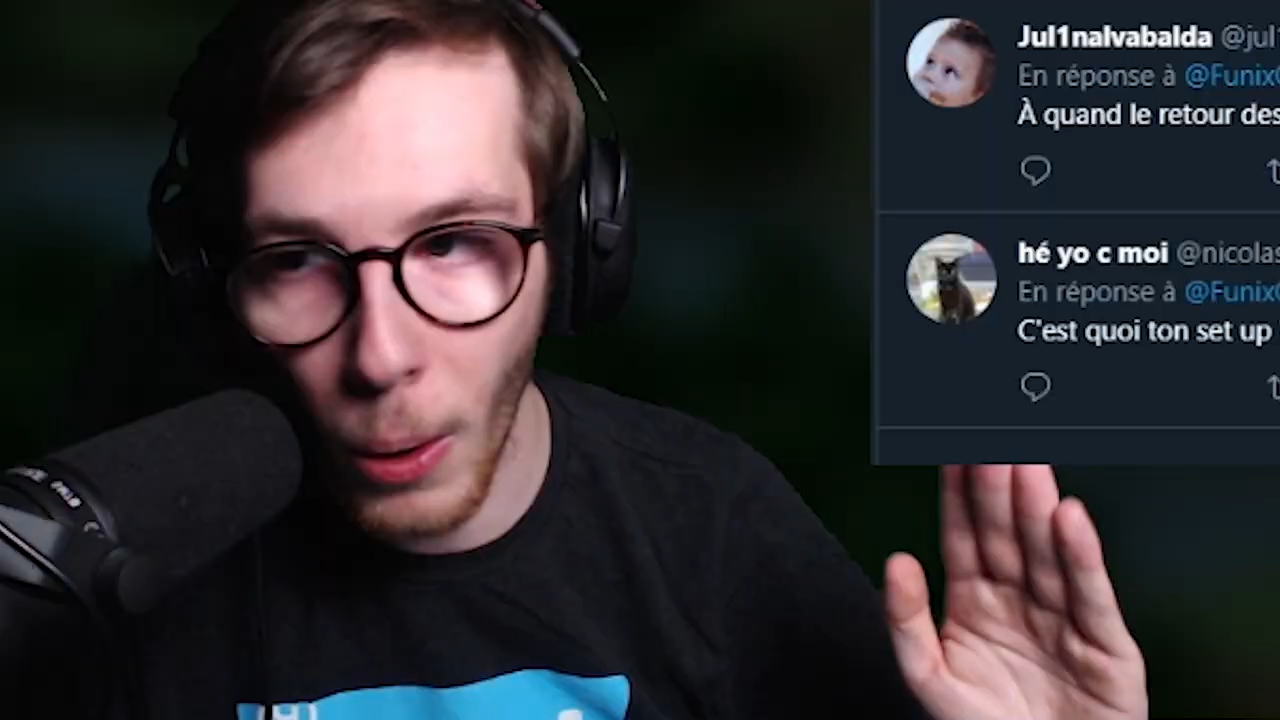 Jul1nalvabalda @jul1
En réponse à @Funix
À quand le retour des
hé yo c moi @nicolas
En réponse à @Funix
C'est quoi ton set up